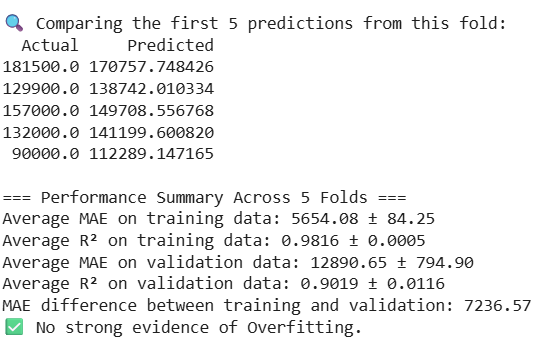 🔍 Comparing the first 5 predictions from this fold:
Actual Predicted
181500.0 170757.748426
129900.0 138742.010334
157000.0 149708.556768
132000.0 141199.600820
90000.0 112289.147165
=== Performance Summary Across 5 Folds ===
Average MAE on training data: 5654.08 ± 84.25
Average R² on training data: 0.9816 ± 0.0005
Average MAE on validation data: 12890.65 ± 794.90
Average R² on validation data: 0.9019 ± 0.0116
MAE difference between training and validation: 7236.57
✅ No strong evidence of Overfitting.